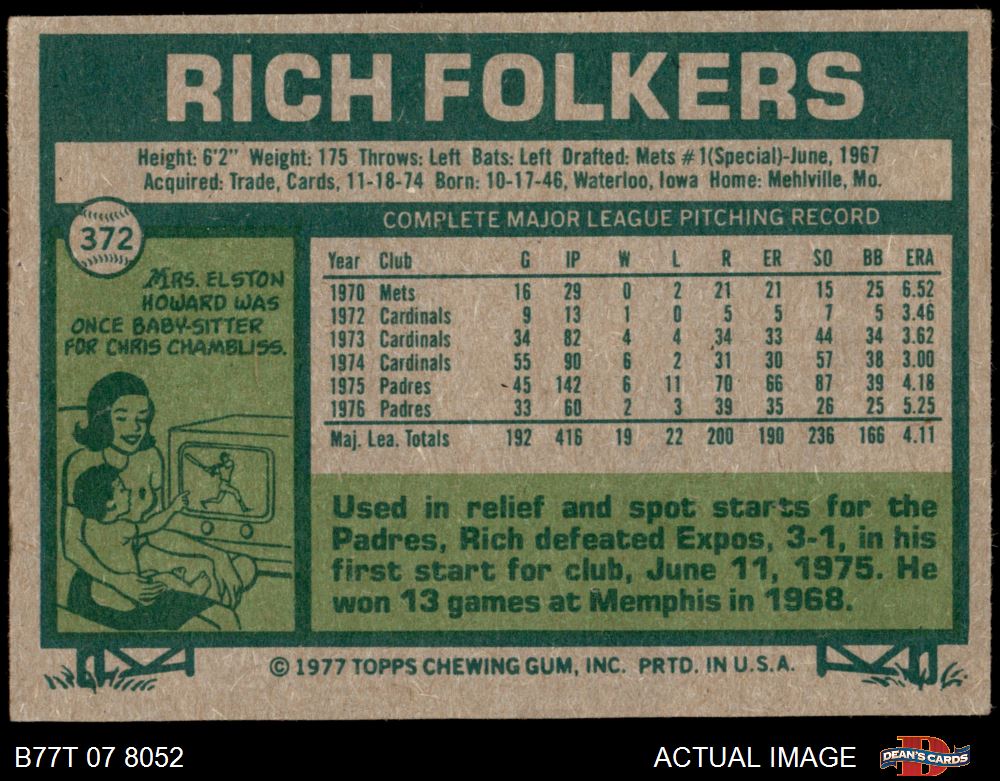 RICH FOLKERS
Height: 6'2" Weight: 175 Throws: Left Bats: Left Drafted: Mets #1(Special)-June, 1967
Acquired: Trade, Cards, 11-18-74 Born: 10-17-46, Waterloo, Iowa Home: Mehlville, Mo.
372
MRS. ELSTON
HOWARD WAS
ONCE BABY-SITTER
FOR CHRIS CHAMBLISS.
COMPLETE MAJOR LEAGUE PITCHING RECORD
Year Club G IP W L R ER SO BB ERA
1970 Mets 16 29 0 2 21 21 15 25 6.52
1972 Cardinals 9 13 1 0 5 5 7 5 3.46
1973 Cardinals 34 82 4 4 34 33 44 34 3.62
1974 Cardinals 55 90 6 2 31 30 57 38 3.00
1975 Padres 45 142 6 11 70 66 87 39 4.18
1976 Padres 33 60 2 3 39 35 26 25 5.25
Maj. Lea. Totals 192 416 19 22 200 190 236 166 4.11
Used in relief and spot starts for the
Padres, Rich defeated Expos, 3-1, in his
first start for club, June 11, 1975. He
won 13 games at Memphis in 1968.
© 1977 TOPPS CHEWING GUM, INC. PRTD. IN U.S.A.
B77T 07 8052
ACTUAL IMAGE
DEAN'S CARDS